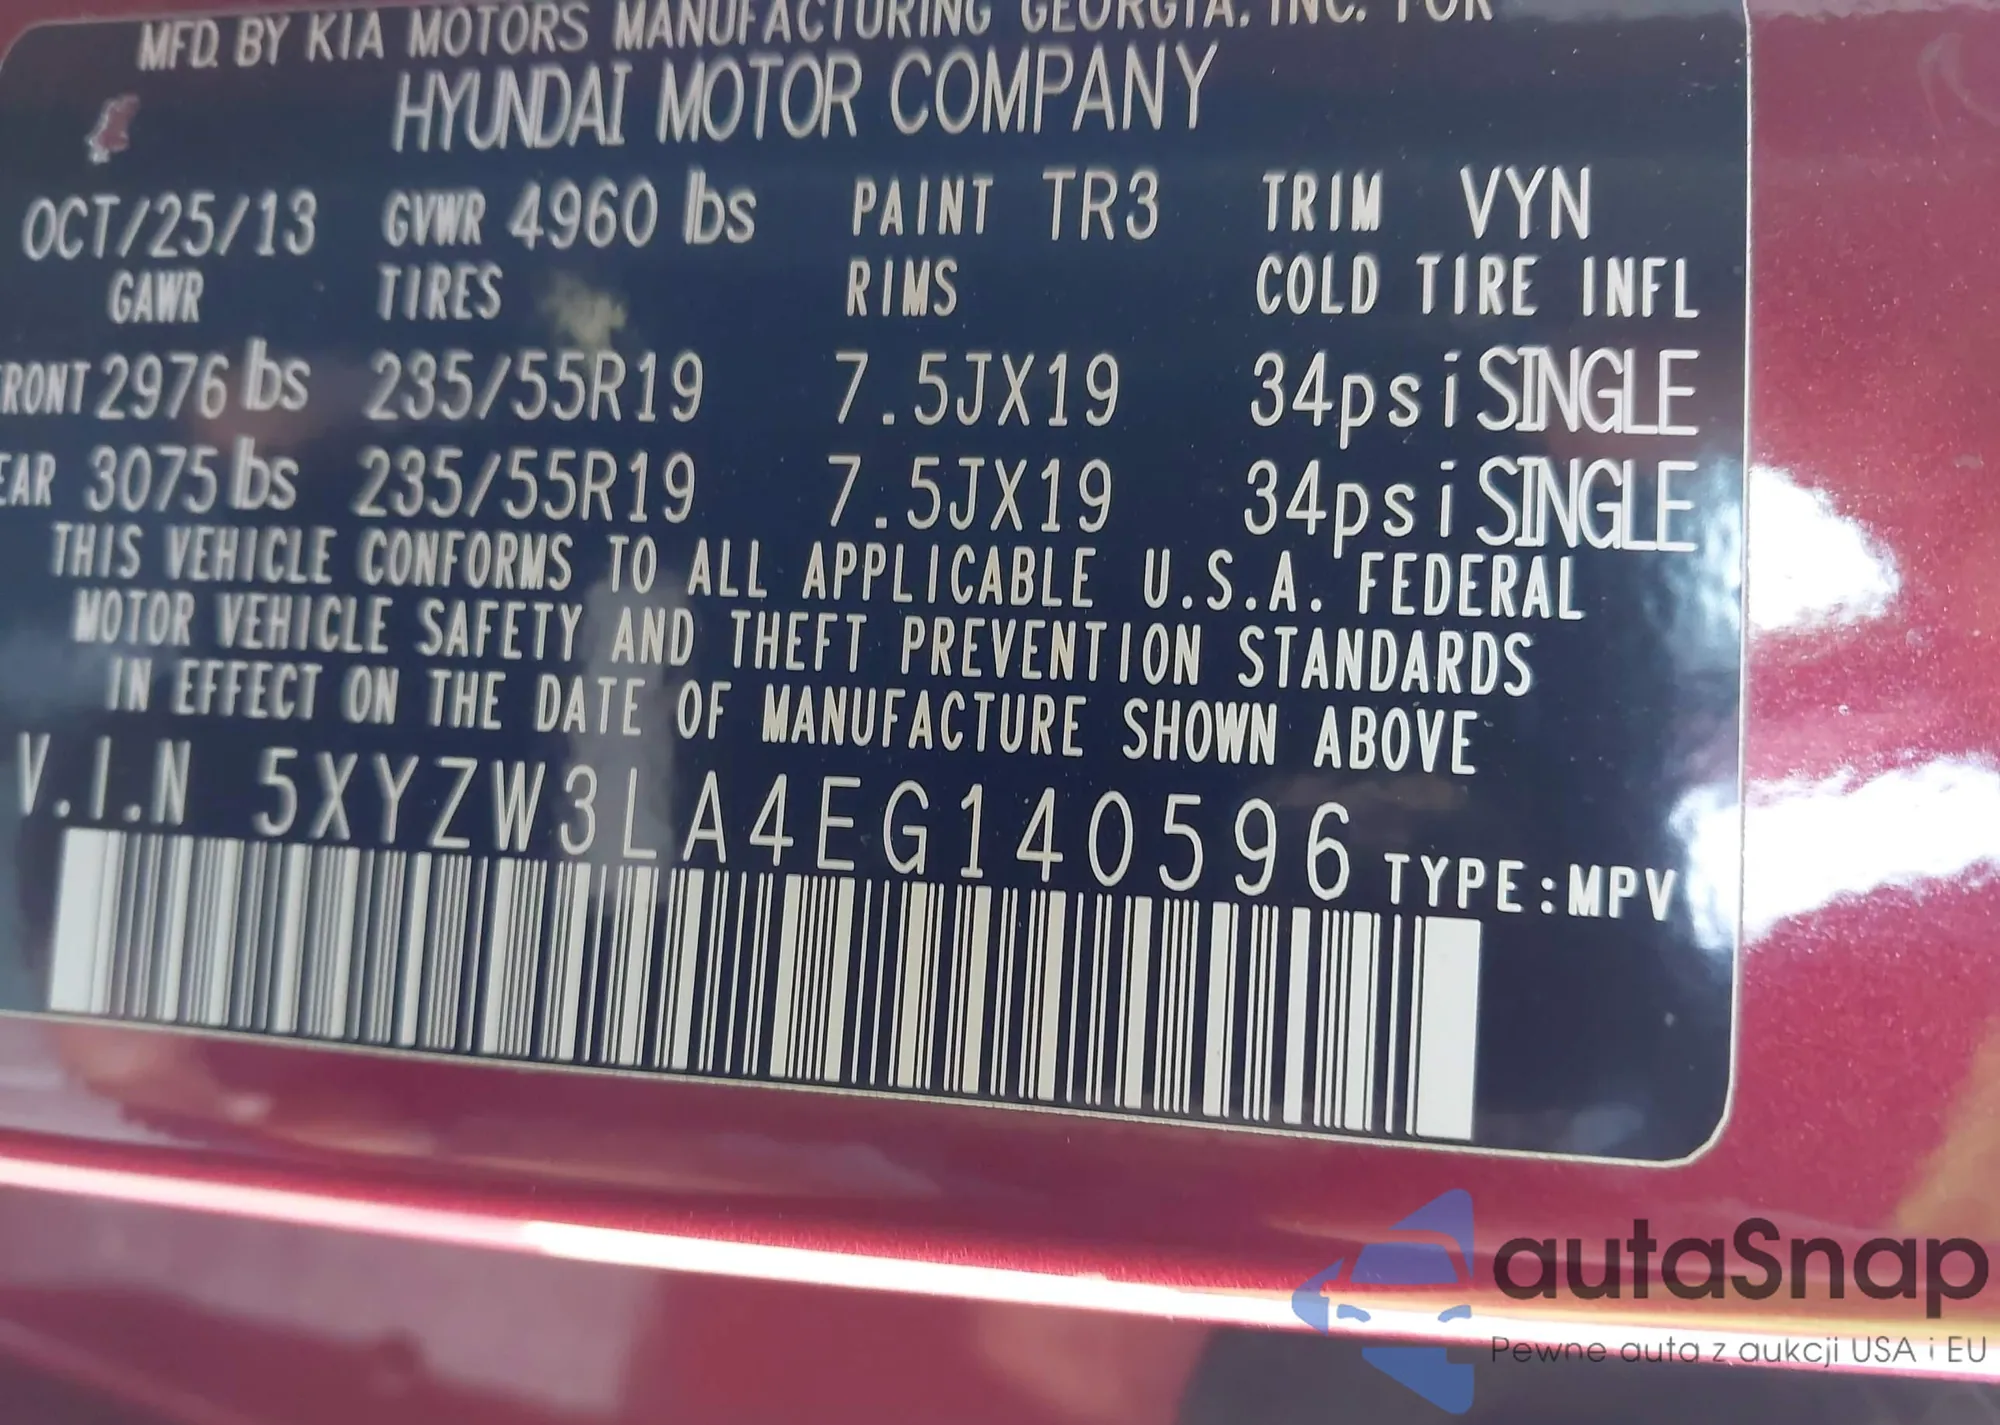 MFD. BY KIA MOTORS MANUFACTURING GEORGIA, INC. FOR
HYUNDAI MOTOR COMPANY
OCT/25/13 GVWR 4960 lbs PAINT TR3 TRIM VYN
GAWR TIRES RIMS COLD TIRE INFL
RONT 2976 lbs 235/55R19 7.5JX19 34psi SINGLE
EAR 3075 lbs 235/55R19 7.5JX19 34psi SINGLE
THIS VEHICLE CONFORMS TO ALL APPLICABLE U.S.A. FEDERAL
MOTOR VEHICLE SAFETY AND THEFT PREVENTION STANDARDS
IN EFFECT ON THE DATE OF MANUFACTURE SHOWN ABOVE
V.I.N 5XYZW3LA4EG140596 TYPE:MPV
autaSnap
Pewne auta z aukcji USA i EU